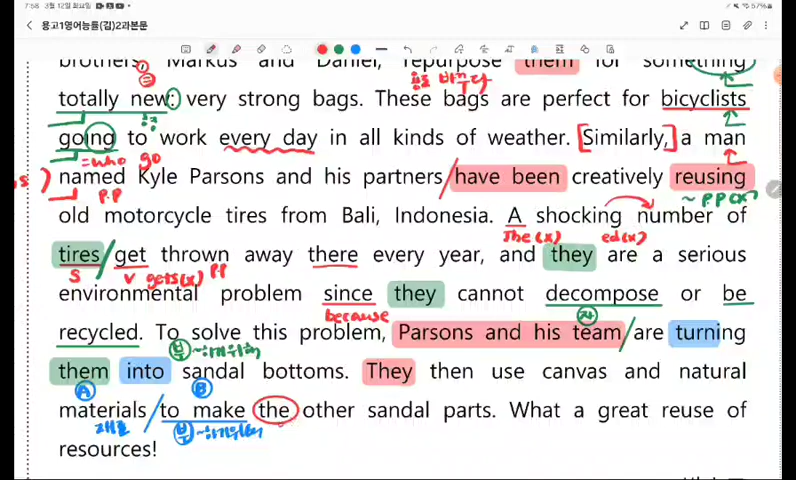 7:58 3월 12일 화요일 57%
용고1영어능률(김)2과본문
brothers, Markus and Daniel, repurpose them for something
용도 바꾸다
totally new: very strong bags. These bags are perfect for bicyclists
going to work every day in all kinds of weather. [Similarly,] a man
=who go
named Kyle Parsons and his partners/have been creatively reusing
P.P ~P.P(X)
old motorcycle tires from Bali, Indonesia. A shocking number of
The(X) ed(X)
tires/get thrown away there every year, and they are a serious
S V gets(X) PP
environmental problem since they cannot decompose or be
because 자
recycled. To solve this problem, Parsons and his team/are turning
부 ~하기위해
them into sandal bottoms. They then use canvas and natural
A B
materials/to make the other sandal parts. What a great reuse of
재료 부 ~하기위해
resources!